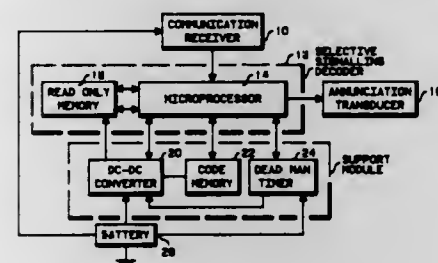 COMMUNICATION
RECEIVER
10
12
SELECTIVE
SIGNALLING
DECODER
18
14
READ ONLY
MEMORY
MICROPROCESSOR
ANNUNCIATION
TRANSDUCER
16
20
22
24
DC-DC
CONVERTER
CODE
MEMORY
DEAD MAN
TIMER
SUPPORT
MODULE
BATTERY
28